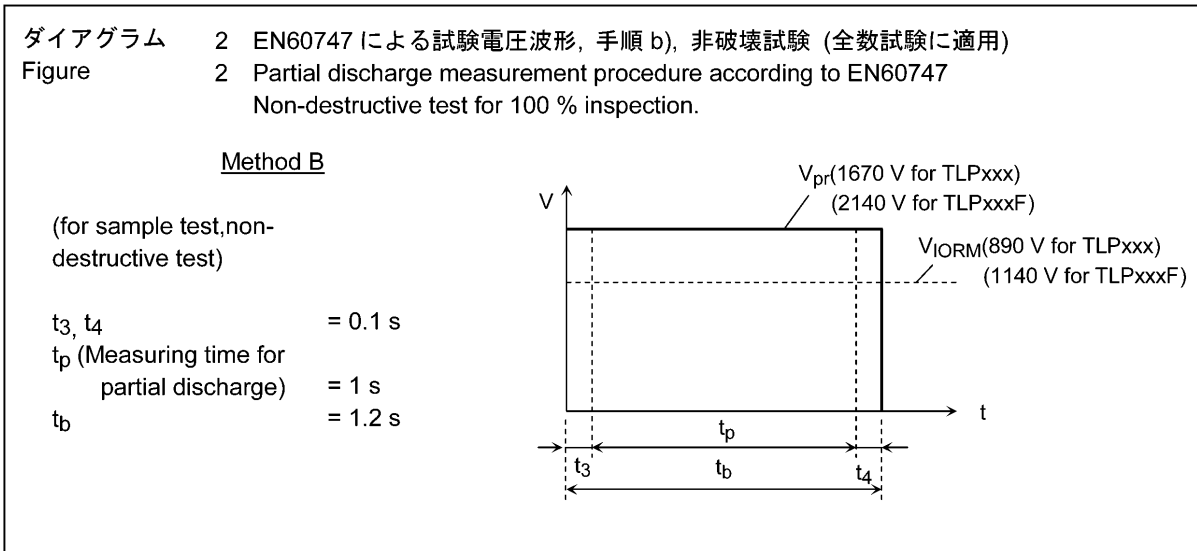 ダイアグラム 2 EN60747 による試験電圧波形, 手順 b), 非破壊試験 (全数試験に適用)
Figure 2 Partial discharge measurement procedure according to EN60747
Non-destructive test for 100 % inspection.
Method B
(for sample test,non-
destructive test)
t3, t4 = 0.1 s
tp (Measuring time for
partial discharge) = 1 s
tb = 1.2 s
Vpr(1670 V for TLPxxx)
(2140 V for TLPxxxF)
V
VIORM(890 V for TLPxxx)
(1140 V for TLPxxxF)
t
tp
t3 tb t4